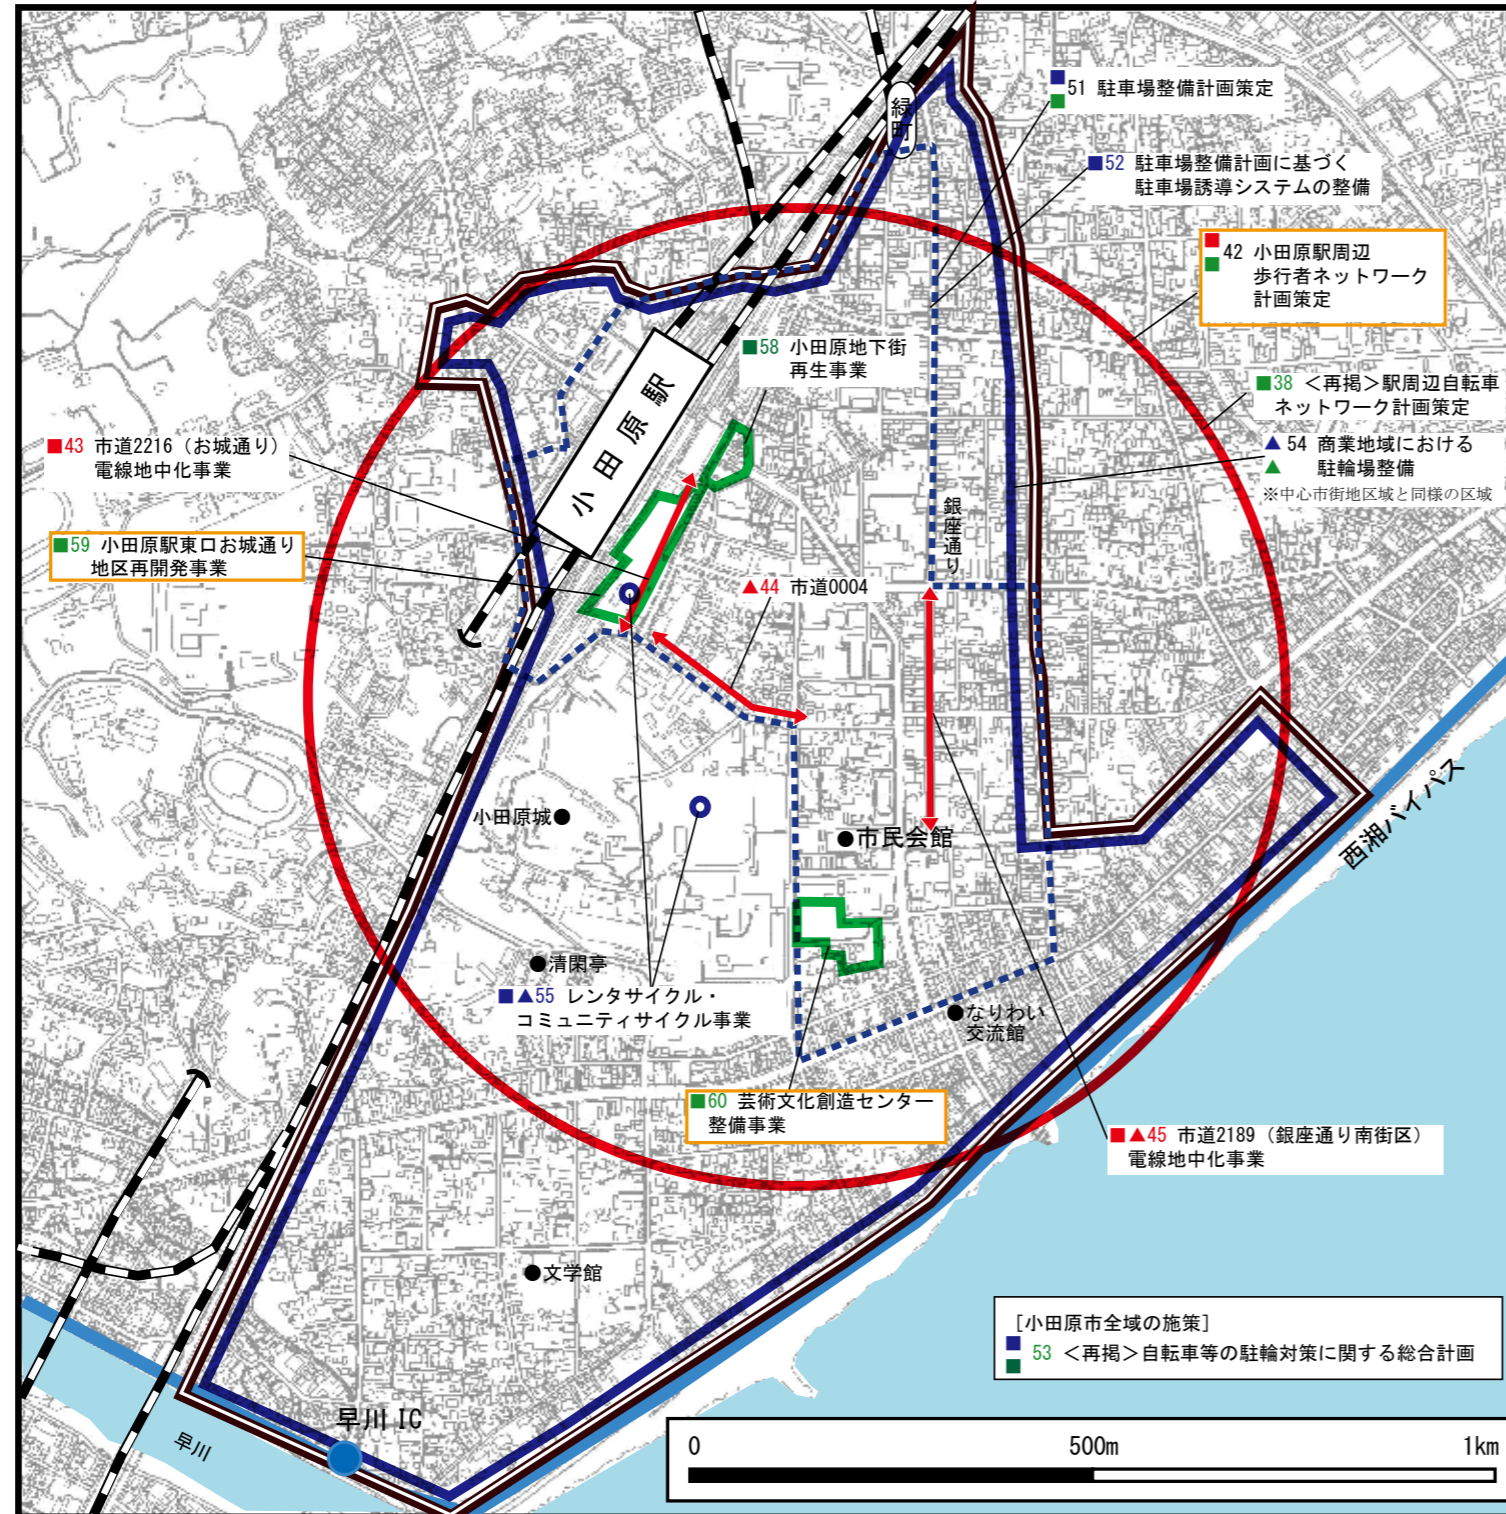 緑町
■51 駐車場整備計画策定
■
■52 駐車場整備計画に基づく
駐車場誘導システムの整備
■
■42 小田原駅周辺
歩行者ネットワーク
計画策定
■58 小田原地下街
再生事業
■38 <再掲>駅周辺自転車
ネットワーク計画策定
▲54 商業地域における
▲ 駐輪場整備
※中心市街地区域と同様の区域
小田原駅
■43 市道2216(お城通り)
電線地中化事業
銀座通り
■59 小田原駅東口お城通り
地区再開発事業
▲44 市道0004
西湘バイパス
小田原城●
●市民会館
●清閑亭
■▲55 レンタサイクル・
コミュニティサイクル事業
●なりわい
交流館
■60 芸術文化創造センター
整備事業
■▲45 市道2189(銀座通り南街区)
電線地中化事業
●文学館
[小田原市全域の施策]
■
■ 53 <再掲>自転車等の駐輪対策に関する総合計画
早川IC
早川
0 500m 1km